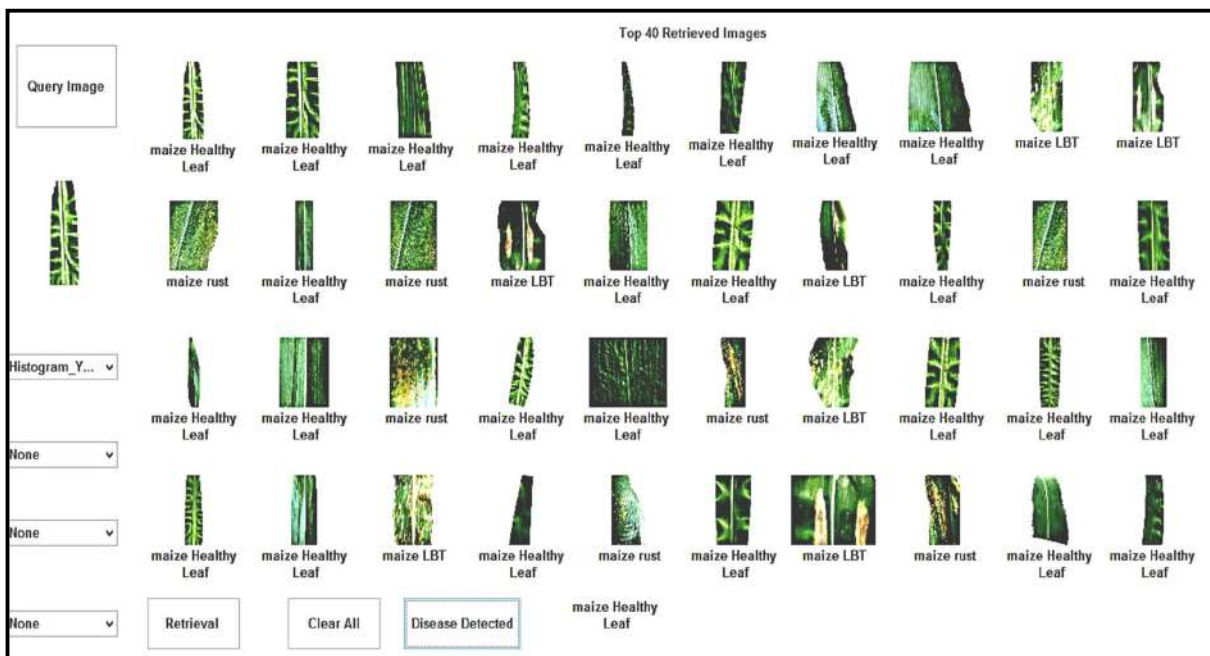 Top 40 Retrieved Images
Query Image
maize Healthy Leaf
maize Healthy Leaf
maize Healthy Leaf
maize Healthy Leaf
maize Healthy Leaf
maize Healthy Leaf
maize Healthy Leaf
maize Healthy Leaf
maize LBT
maize LBT
maize rust
maize Healthy Leaf
maize rust
maize LBT
maize Healthy Leaf
maize Healthy Leaf
maize LBT
maize Healthy Leaf
maize rust
maize Healthy Leaf
Histogram_Y...
maize Healthy Leaf
maize Healthy Leaf
maize rust
maize Healthy Leaf
maize Healthy Leaf
maize rust
maize LBT
maize Healthy Leaf
maize Healthy Leaf
maize Healthy Leaf
None
None
maize Healthy Leaf
maize Healthy Leaf
maize LBT
maize Healthy Leaf
maize rust
maize Healthy Leaf
maize LBT
maize rust
maize Healthy Leaf
maize Healthy Leaf
None
Retrieval
Clear All
Disease Detected
maize Healthy Leaf